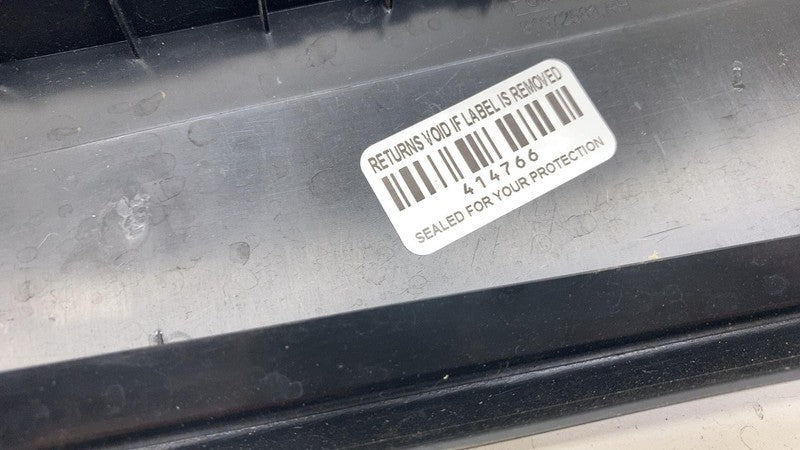 RETURNS VOID IF LABEL IS REMOVED
414766
SEALED FOR YOUR PROTECTION